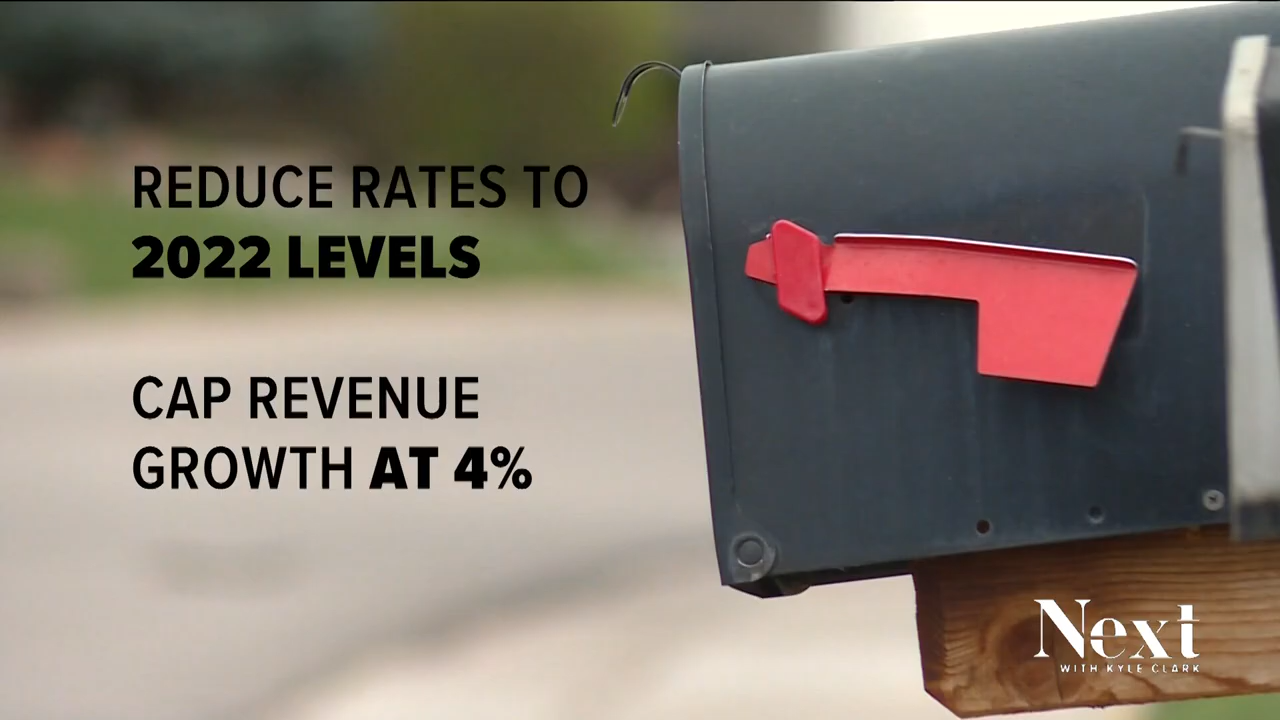 REDUCE RATES TO
2022 LEVELS
CAP REVENUE
GROWTH AT 4%
Next
WITH KYLE CLARK